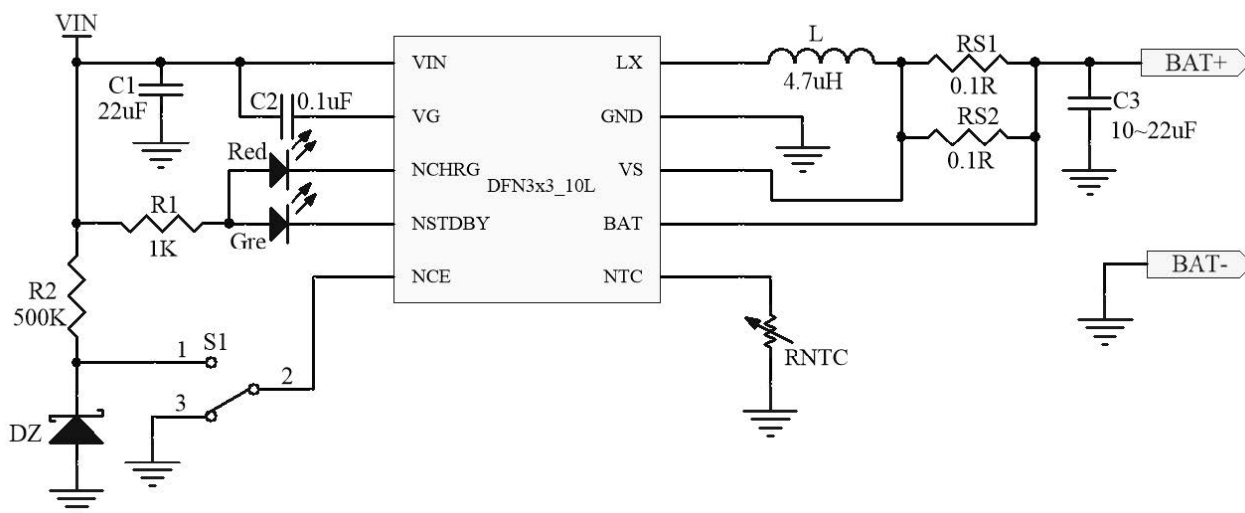 VIN
L
RS1
BAT+
VIN
LX
C1
22uF
C2
0.1uF
4.7uH
0.1R
C3
10~22uF
VG
GND
RS2
Red
NCHRG
DFN3x3_10L
VS
0.1R
R1
1K
Gre
NSTDBY
BAT
BAT-
R2
500K
NCE
NTC
1
S1
RNTC
2
3
DZ